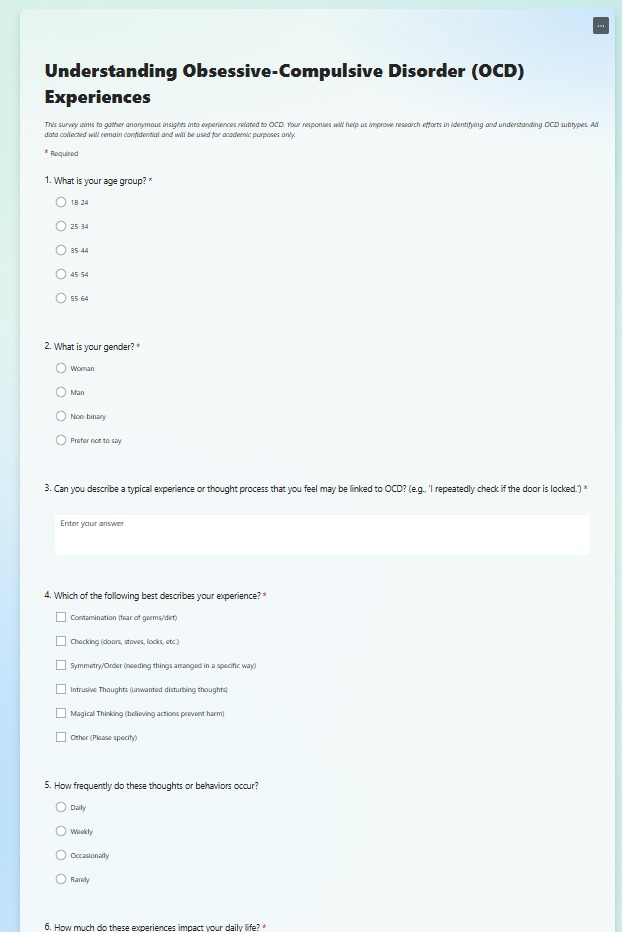 Understanding Obsessive-Compulsive Disorder (OCD)
Experiences
This survey aims to gather anonymous insights into experiences related to OCD. Your responses will help us improve research efforts in identifying and understanding OCD subtypes. All
data collected will remain confidential and will be used for academic purposes only.
* Required
1. What is your age group? *
18-24
25-34
35-44
45-54
55-64
2. What is your gender? *
Woman
Man
Non-binary
Prefer not to say
3. Can you describe a typical experience or thought process that you feel may be linked to OCD? (e.g., 'I repeatedly check if the door is locked.') *
Enter your answer
4. Which of the following best describes your experience? *
Contamination (fear of germs/dirt)
Checking (doors, stoves, locks, etc.)
Symmetry/Order (needing things arranged in a specific way)
Intrusive Thoughts (unwanted disturbing thoughts)
Magical Thinking (believing actions prevent harm)
Other (Please specify)
5. How frequently do these thoughts or behaviors occur?
Daily
Weekly
Occasionally
Rarely
6. How much do these experiences impact your daily life? *